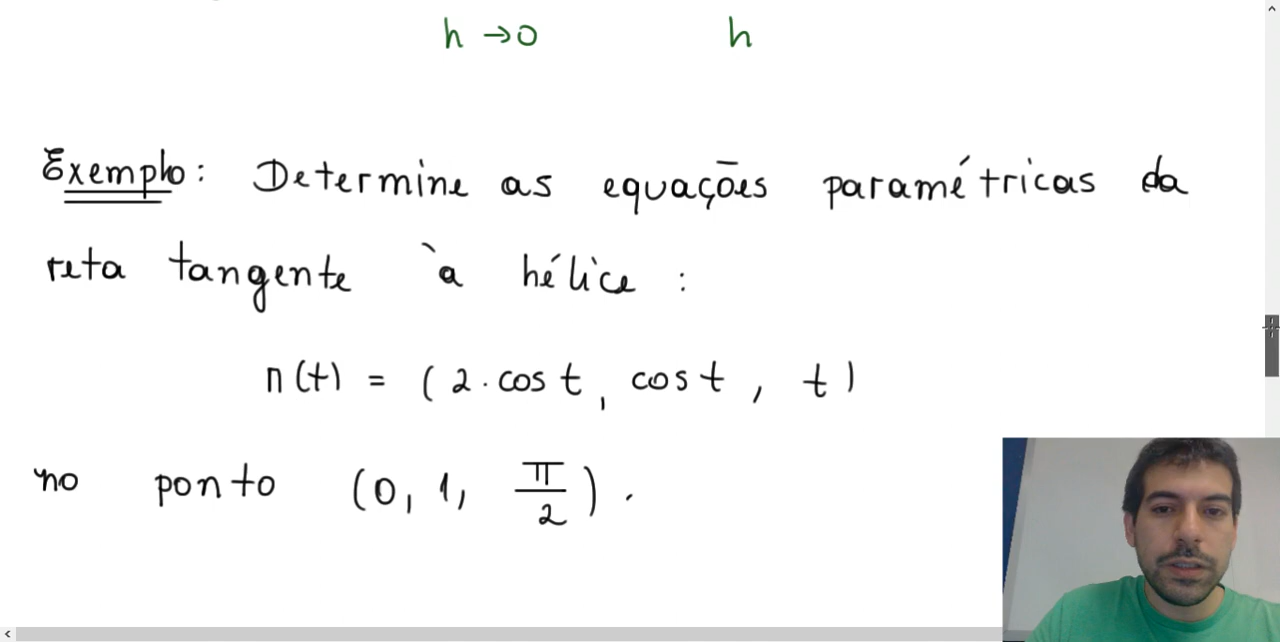 h → 0 h
Exemplo: Determine as equações paramétricas da
reta tangente à hélice :
r(t) = ( 2 . cos t , cos t , t )
no ponto (0, 1, π/2) .